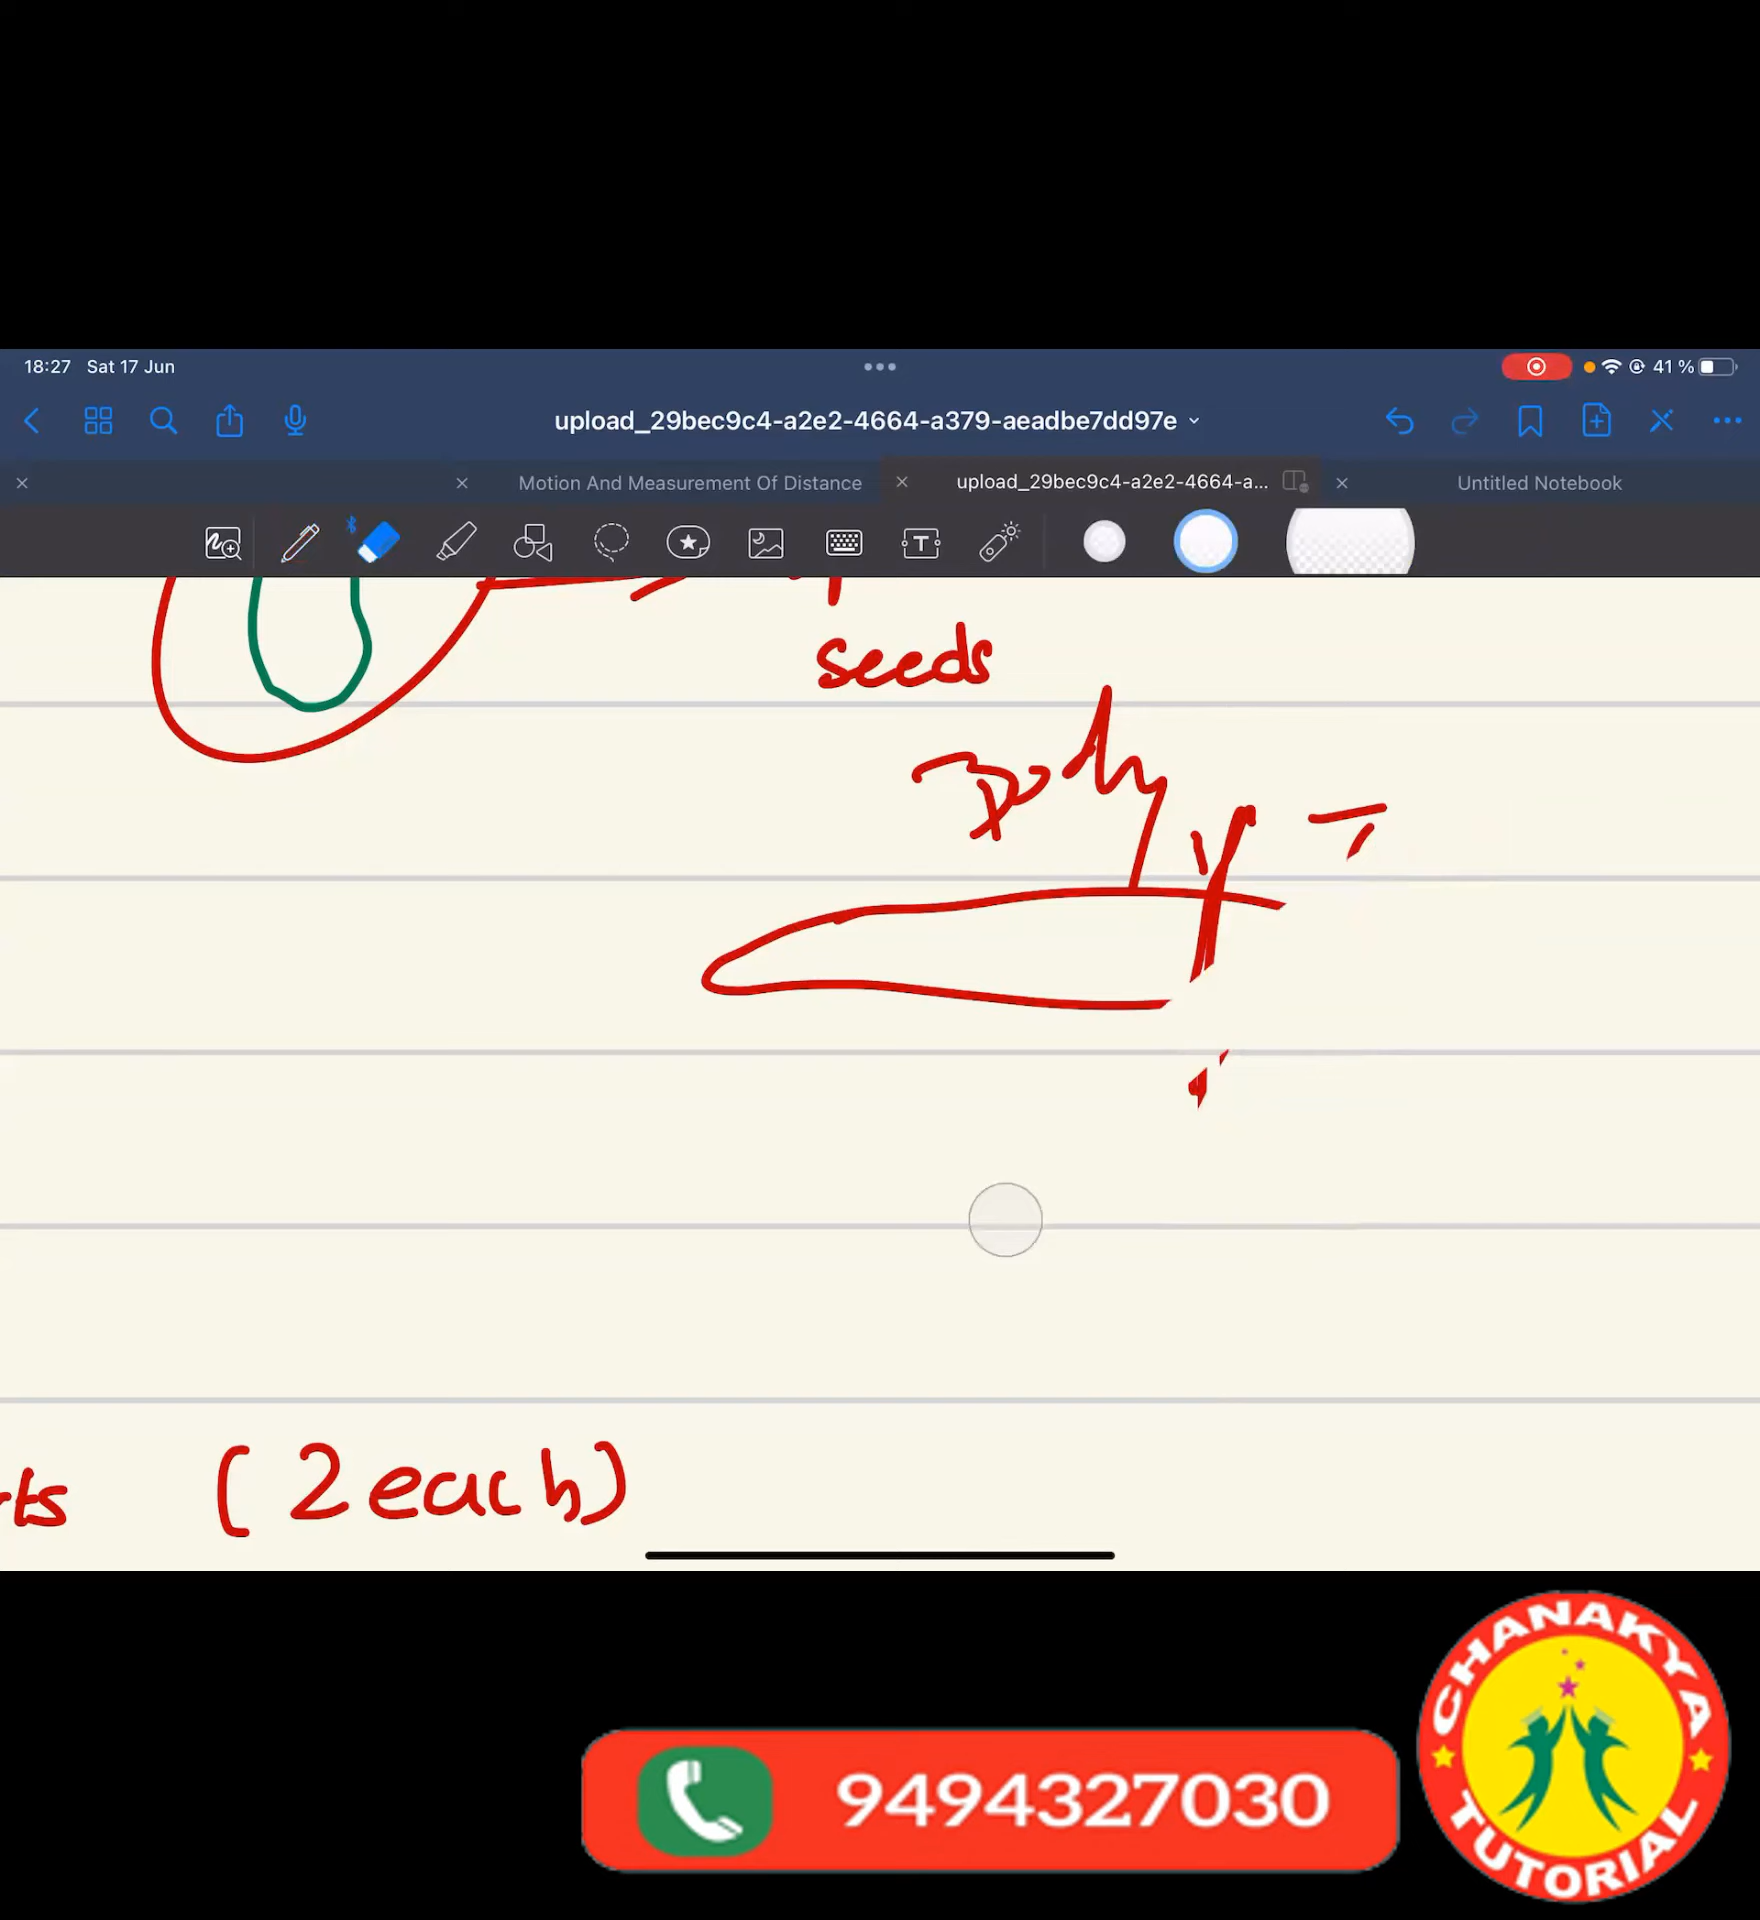 18:27 Sat 17 Jun
41 %
upload_29bec9c4-a2e2-4664-a379-aeadbe7dd97e
Motion And Measurement Of Distance
upload_29bec9c4-a2e2-4664-a...
Untitled Notebook
seeds
ts (2 each)
9494327030
CHANAKYA TUTORIAL